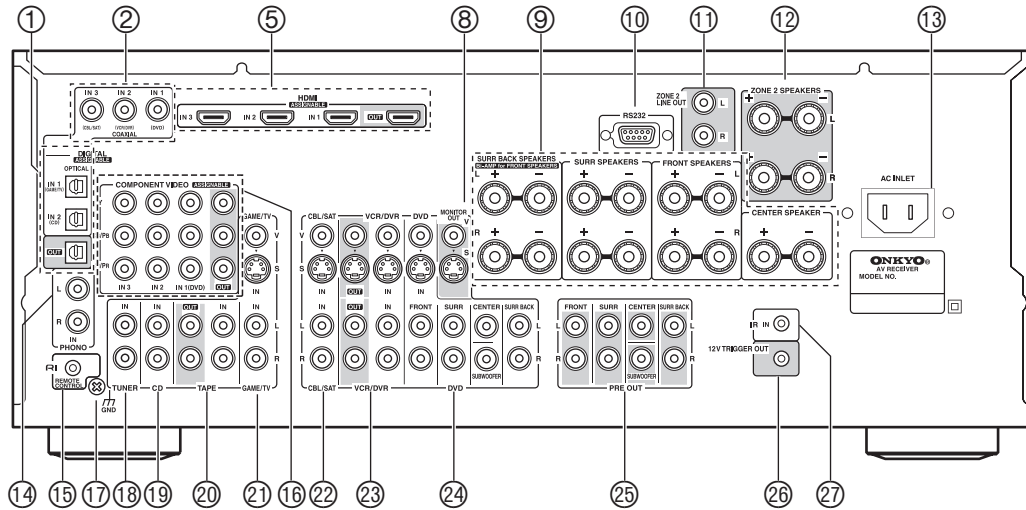 ① ② ⑤ ⑧ ⑨ ⑩ ⑪ ⑫ ⑬
IN 3 IN 2 IN 1
(CBL/SAT) (VCR/DVR) (DVD)
COAXIAL
HDMI
ASSIGNABLE
IN 3 IN 2 IN 1 OUT
RS232
ZONE 2
LINE OUT
L
R
ZONE 2 SPEAKERS
+ −
L
+ −
R
DIGITAL
ASSIGNABLE
OPTICAL
IN 1
(GAME/TV)
IN 2
(CD)
OUT
COMPONENT VIDEO ASSIGNABLE
Y
/PB
/PR
IN 3 IN 2 IN 1(DVD) OUT
GAME/TV
V
S
IN
CBL/SAT VCR/DVR DVD MONITOR
OUT
V V
S S
IN OUT IN IN
SURR BACK SPEAKERS
BI-AMP for FRONT SPEAKERS
L + −
R + −
SURR SPEAKERS
+ −
+ −
FRONT SPEAKERS
+ − L
+ − R
CENTER SPEAKER
+ −
AC INLET
ONKYO®
AV RECEIVER
MODEL NO.
L
R
IN
PHONO
RI
REMOTE
CONTROL
GND
IN IN OUT IN IN
L
R
TUNER CD TAPE GAME/TV
IN OUT IN FRONT SURR CENTER SURR BACK
L L
R R
SUBWOOFER
CBL/SAT VCR/DVR DVD
FRONT SURR CENTER SURR BACK
L L
R R
SUBWOOFER
PRE OUT
IR IN
12V TRIGGER OUT
⑭ ⑮ ⑰ ⑱ ⑲ ⑳ ㉑ ⑯ ㉒ ㉓ ㉔ ㉕ ㉖ ㉗